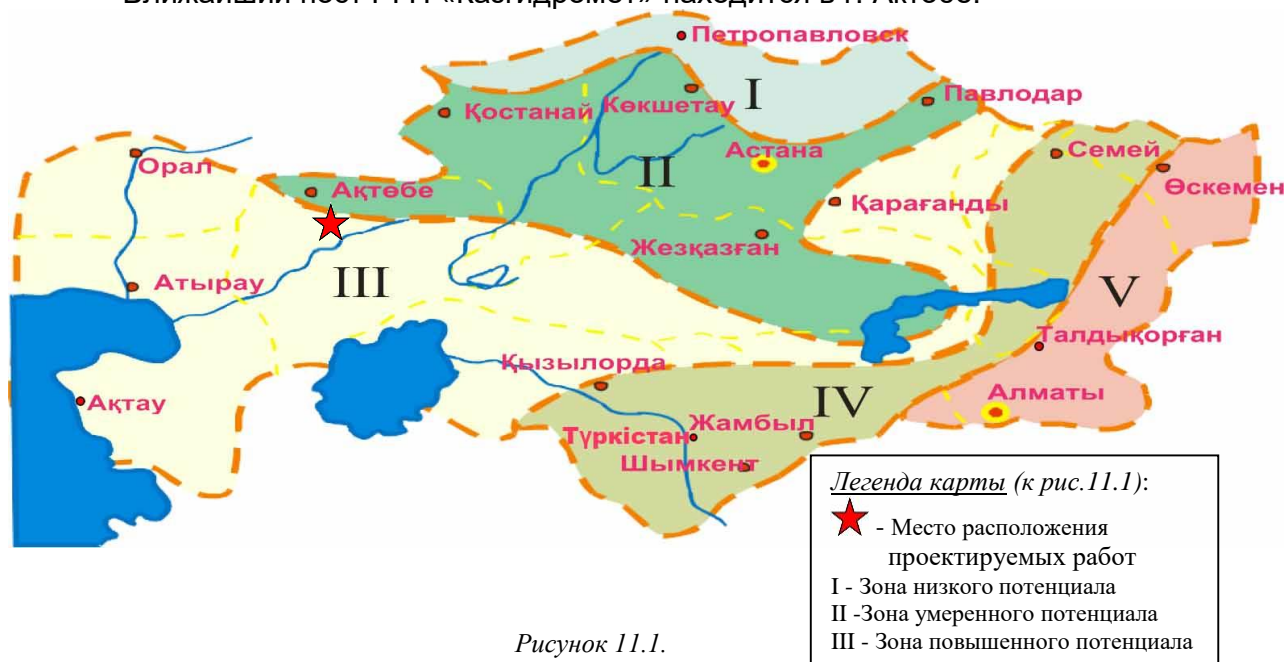 Петропавловск
I
Көкшетау
Павлодар
Қостанай
Астана
Семей
Орал
II
Өскемен
Ақтөбе
Қарағанды
Жезқазған
Атырау
III
V
Талдықорған
Қызылорда
Ақтау
IV
Алматы
Түркістан
Жамбыл
Шымкент
Легенда карты (к рис.11.1):
- Место расположения
проектируемых работ
I - Зона низкого потенциала
II -Зона умеренного потенциала
III - Зона повышенного потенциала
Рисунок 11.1.